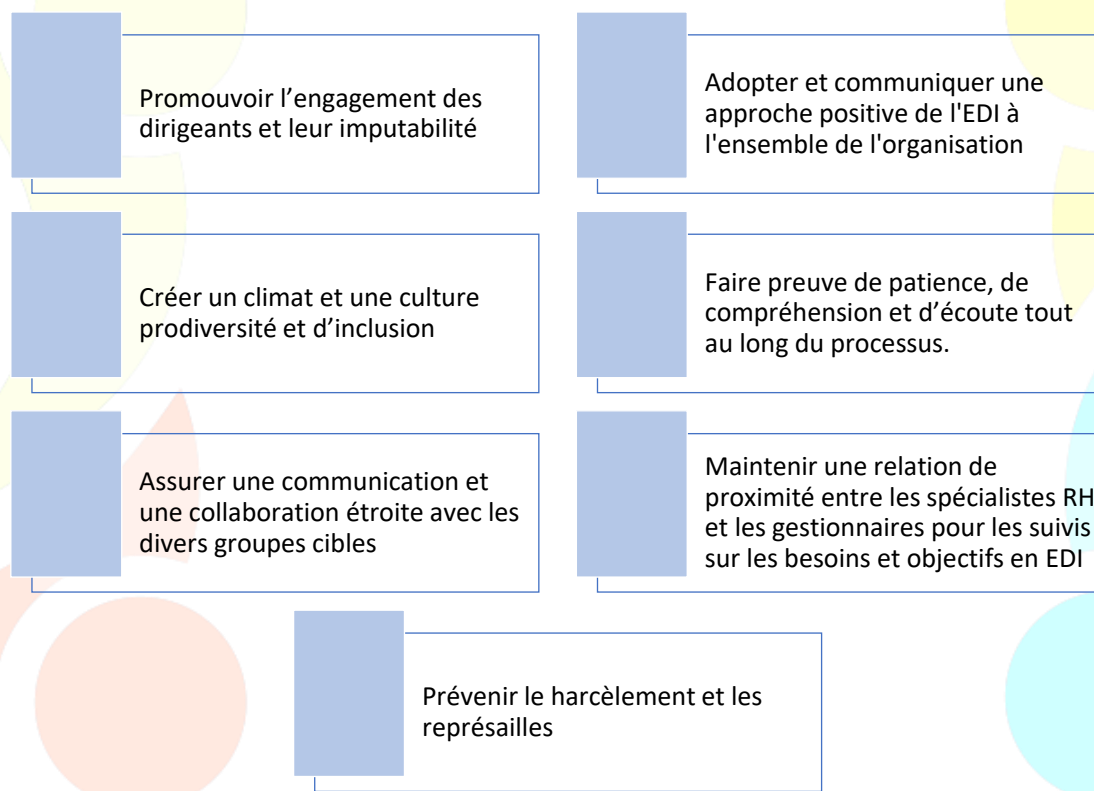 Promouvoir l’engagement des
dirigeants et leur imputabilité
Adopter et communiquer une
approche positive de l'EDI à
l'ensemble de l'organisation
Créer un climat et une culture
prodiversité et d’inclusion
Faire preuve de patience, de
compréhension et d’écoute tout
au long du processus.
Assurer une communication et
une collaboration étroite avec les
divers groupes cibles
Maintenir une relation de
proximité entre les spécialistes RH
et les gestionnaires pour les suivis
sur les besoins et objectifs en EDI
Prévenir le harcèlement et les
représailles